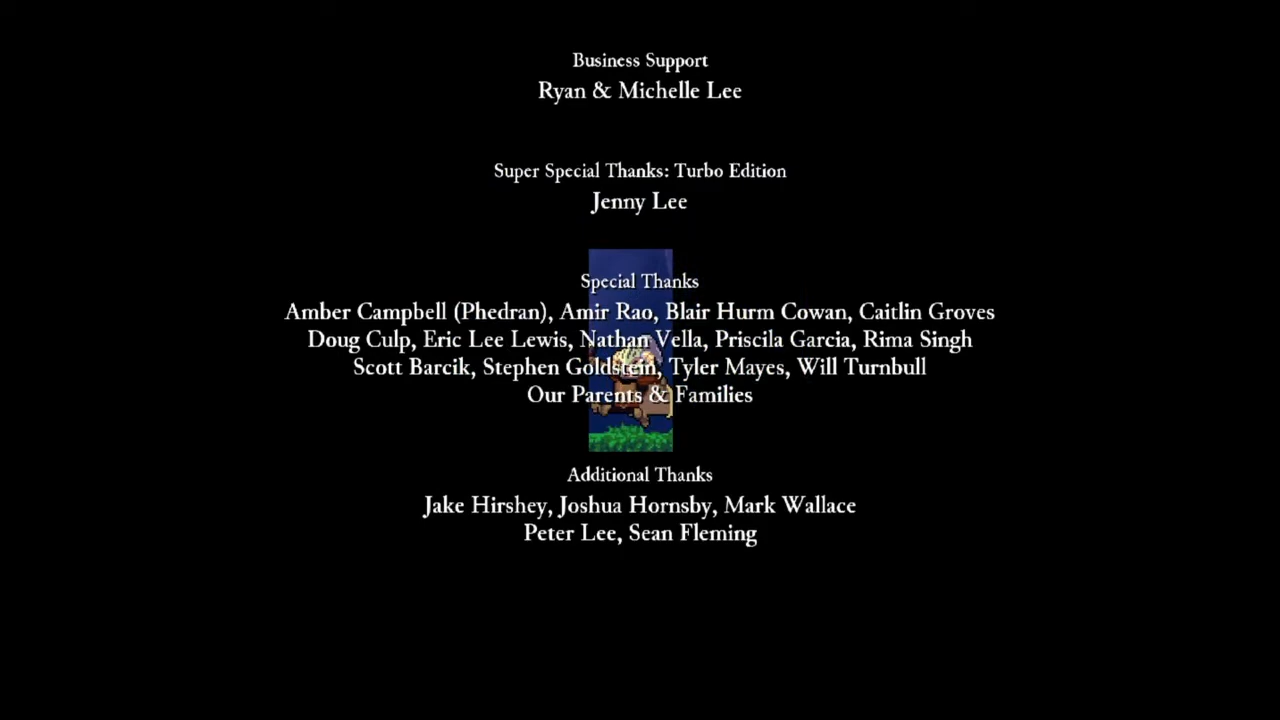 Business Support
Ryan & Michelle Lee
Super Special Thanks: Turbo Edition
Jenny Lee
Special Thanks
Amber Campbell (Phedran), Amir Rao, Blair Hurm Cowan, Caitlin Groves
Doug Culp, Eric Lee Lewis, Nathan Vella, Priscila Garcia, Rima Singh
Scott Barcik, Stephen Goldstein, Tyler Mayes, Will Turnbull
Our Parents & Families
Additional Thanks
Jake Hirshey, Joshua Hornsby, Mark Wallace
Peter Lee, Sean Fleming